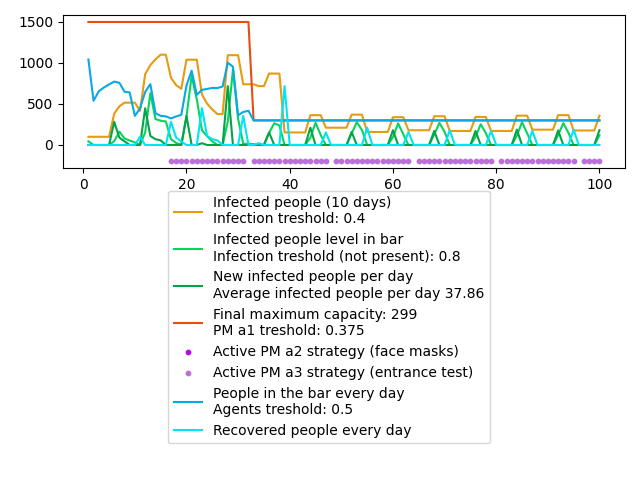 1500
1000
500
0
0 20 40 60 80 100
Infected people (10 days)
Infection treshold: 0.4
Infected people level in bar
Infection treshold (not present): 0.8
New infected people per day
Average infected people per day 37.86
Final maximum capacity: 299
PM a1 treshold: 0.375
Active PM a2 strategy (face masks)
Active PM a3 strategy (entrance test)
People in the bar every day
Agents treshold: 0.5
Recovered people every day